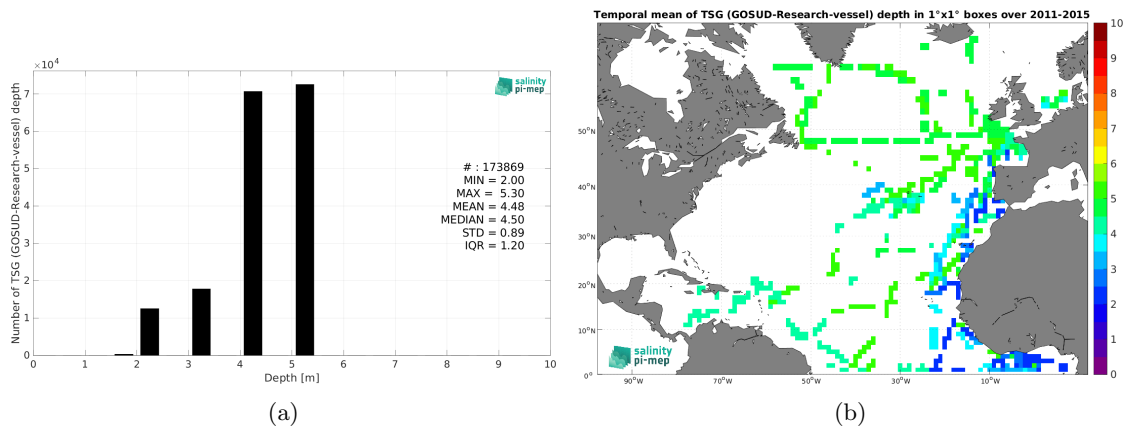 Temporal mean of TSG (GOSUD-Research-vessel) depth in 1°x1° boxes over 2011-2015
×10⁴
Number of TSG (GOSUD-Research-vessel) depth
7
6
5
4
3
2
1
0
0 1 2 3 4 5 6 7 8 9 10
Depth [m]
salinity
pi-mep
# : 173869
MIN = 2.00
MAX = 5.30
MEAN = 4.48
MEDIAN = 4.50
STD = 0.89
IQR = 1.20
(a)
50°N
40°N
30°N
20°N
10°N
0°
90°W 70°W 50°W 30°W 10°W
salinity
pi-mep
10
9
8
7
6
5
4
3
2
1
0
(b)